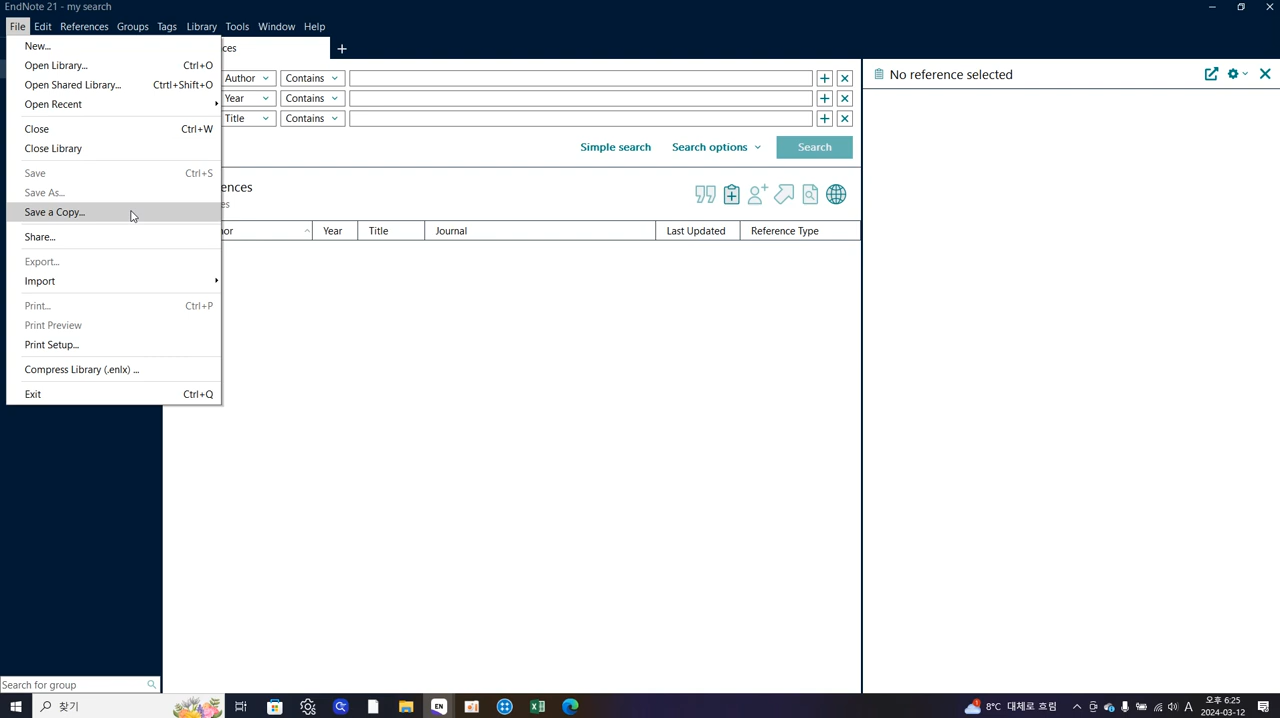 EndNote 21 - my search
File Edit References Groups Tags Library Tools Window Help
New...
Open Library... Ctrl+O
Open Shared Library... Ctrtl+Shift+O
Open Recent
Close Ctrl+W
Close Library
Save Ctrl+S
Save As...
Save a Copy...
Share...
Export...
Import
Print... Ctrl+P
Print Preview
Print Setup...
Compress Library (.enlx) ...
Exit Ctrl+Q
ces
Author Contains
Year Contains
Title Contains
Simple search Search options Search
ences
es
or Year Title Journal Last Updated Reference Type
No reference selected
Search for group
찾기
EN
8°C 대체로 흐림
A
오후 6:25
2024-03-12